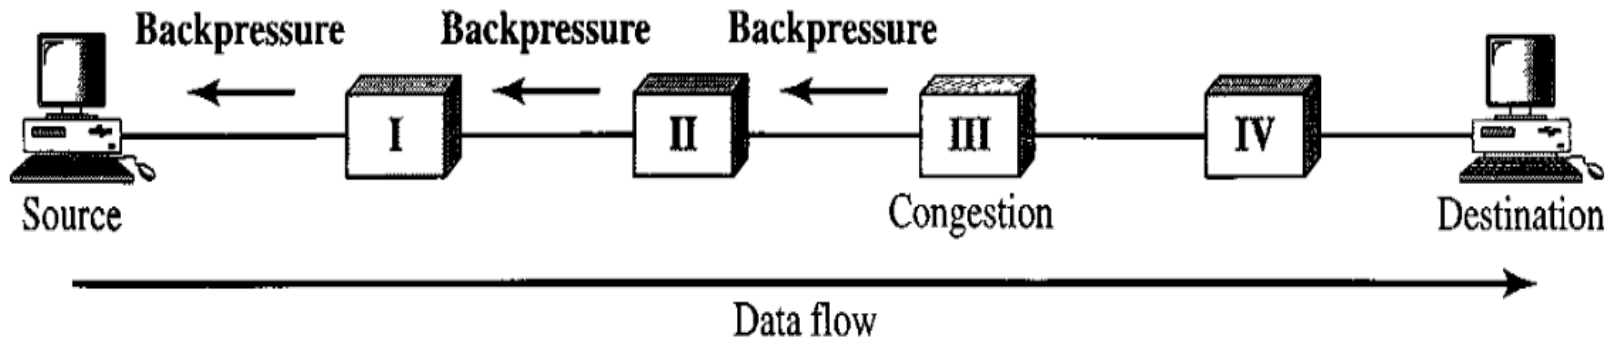 Backpressure Backpressure Backpressure
I II III IV
Source Congestion Destination
Data flow